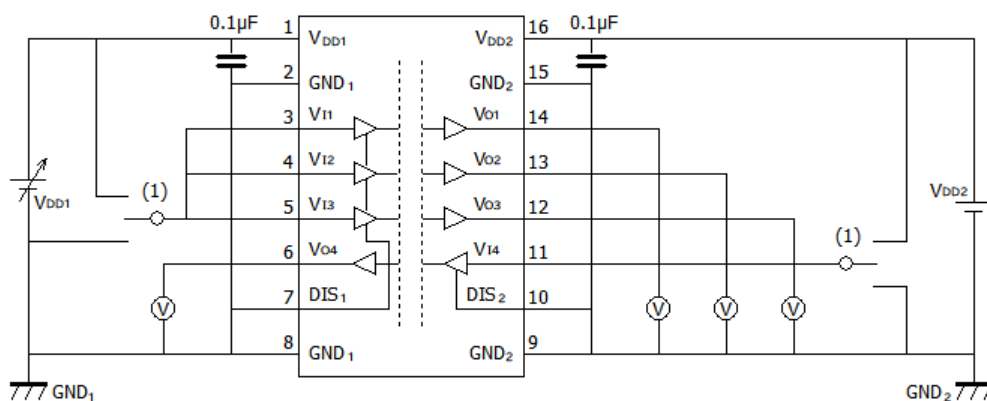 0.1µF 1 16 0.1µF
VDD1 VDD2
2 15
GND1 GND2
3 VI1 VO1 14
4 VI2 VO2 13
(1) VDD1 5 VI3 VO3 12 VDD2
6 VO4 VI4 11 (1)
7 DIS1 DIS2 10
V V V V
8 GND1 GND2 9
GND1 GND2